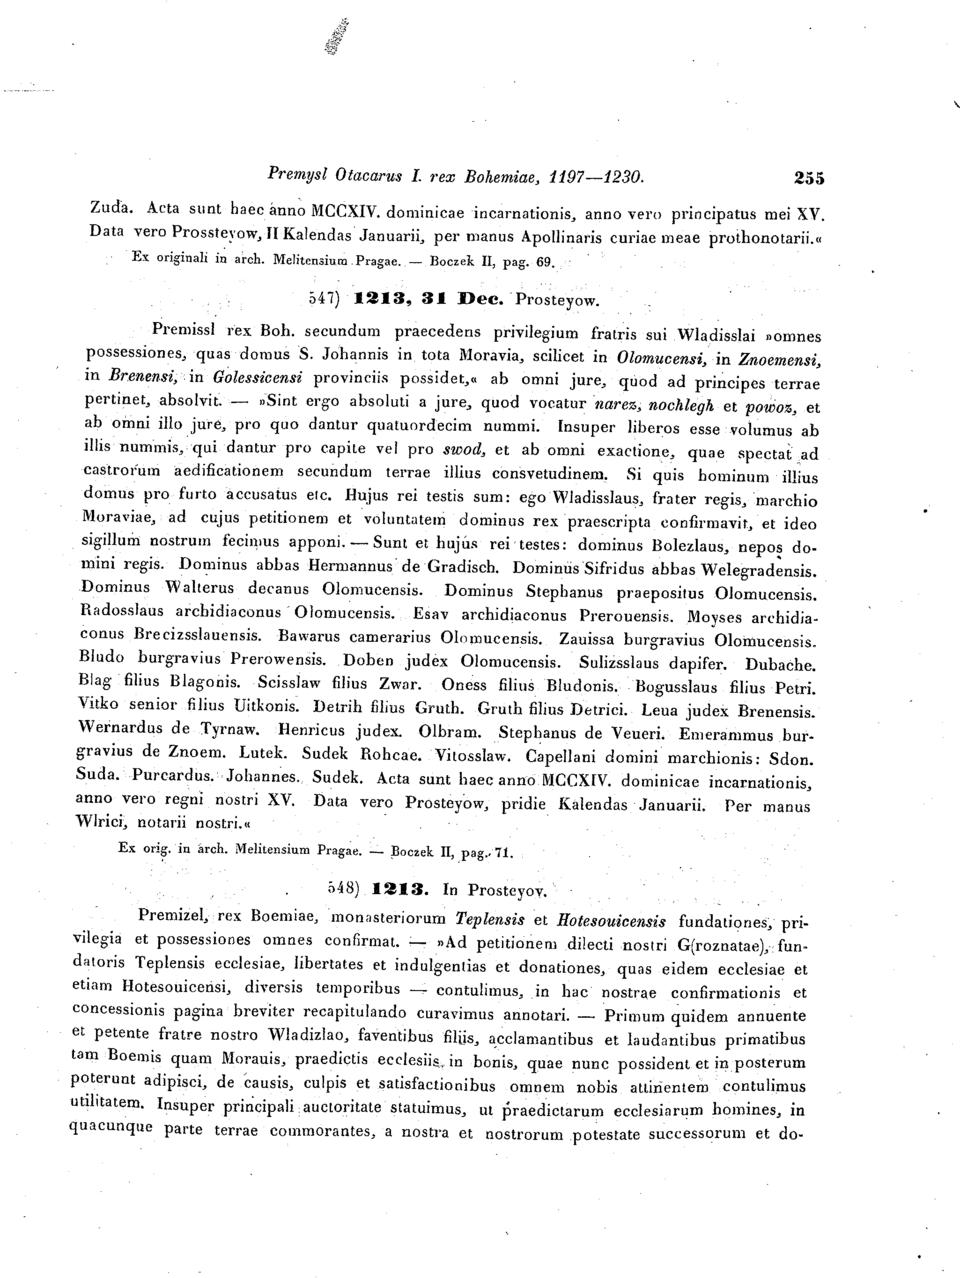 Premysl Otacarus I. rex Bohemiae, 1197—1230. 255
Zuda. Acta sunt haec anno MCCXIV. dominicae incarnationis, anno vero principatus mei XV.
Data vero Prossteyow, II Kalendas Januarii, per manus Apollinaris curiae meae prothonotarii.«
Ex originali in arch. Melitensium Pragae. — Boczek II, pag. 69.
547) 1213, 31 Dec. Prosteyow.
Premissl rex Boh. secundum praecedens privilegium fratris sui Wladisslai »omnes
possessiones, quas domus S. Johannis in tota Moravia, scilicet in Olomucensi, in Znoemensi,
in Brenensi, in Golessicensi provinciis possidet,« ab omni jure, quod ad principes terrae
pertinet, absolvit. — »Sint ergo absoluti a jure, quod vocatur narez, nochlegh et powoz, et
ab omni illo jure, pro quo dantur quatuordecim nummi. Insuper liberos esse volumus ab
illis nummis, qui dantur pro capite vel pro swod, et ab omni exactione, quae spectat ad
castrorum aedificationem secundum terrae illius consvetudinem. Si quis hominum illius
domus pro furto accusatus etc. Hujus rei testis sum: ego Wladisslaus, frater regis, marchio
Moraviae, ad cujus petitionem et voluntatem dominus rex praescripta confirmavit, et ideo
sigillum nostrum fecimus apponi. — Sunt et hujus rei testes: dominus Bolezlaus, nepos do-
mini regis. Dominus abbas Hermannus de Gradisch. Dominus Sifridus abbas Welegradensis.
Dominus Walterus decanus Olomucensis. Dominus Stephanus praepositus Olomucensis.
Radosslaus archidiaconus Olomucensis. Esav archidiaconus Prerouensis. Moyses archidia-
conus Brecizsslauensis. Bawarus camerarius Olomucensis. Zauissa burgravius Olomucensis.
Bludo burgravius Prerowensis. Doben judex Olomucensis. Sulizsslaus dapifer. Dubache.
Blag filius Blagonis. Scisslaw filius Zwar. Oness filius Bludonis. Bogusslaus filius Petri.
Vitko senior filius Uitkonis. Detrih filius Gruth. Gruth filius Detrici. Leua judex Brenensis.
Wernardus de Tyrnaw. Henricus judex. Olbram. Stephanus de Veueri. Emerammus bur-
gravius de Znoem. Lutek. Sudek Rohcae. Vitosslaw. Capellani domini marchionis: Sdon.
Suda. Purcardus. Johannes. Sudek. Acta sunt haec anno MCCXIV. dominicae incarnationis,
anno vero regni nostri XV. Data vero Prosteyow, pridie Kalendas Januarii. Per manus
Wlrici, notarii nostri.«
Ex orig. in arch. Melitensium Pragae. — Boczek II, pag. 71.
548) 1213. In Prosteyov.
Premizel, rex Boemiae, monasteriorum Teplensis et Hotesouicensis fundationes, pri-
vilegia et possessiones omnes confirmat. — »Ad petitionem dilecti nostri G(roznatae), fun-
datoris Teplensis ecclesiae, libertates et indulgentias et donationes, quas eidem ecclesiae et
etiam Hotesouicensi, diversis temporibus — contulimus, in hac nostrae confirmationis et
concessionis pagina breviter recapitulando curavimus annotari. — Primum quidem annuente
et petente fratre nostro Wladizlao, faventibus filiis, acclamantibus et laudantibus primatibus
tam Boemis quam Morauis, praedictis ecclesiis in bonis, quae nunc possident et in posterum
poterunt adipisci, de causis, culpis et satisfactionibus omnem nobis attinentem contulimus
utilitatem. Insuper principali auctoritate statuimus, ut praedictarum ecclesiarum homines, in
quacunque parte terrae commorantes, a nostra et nostrorum potestate successorum et do-